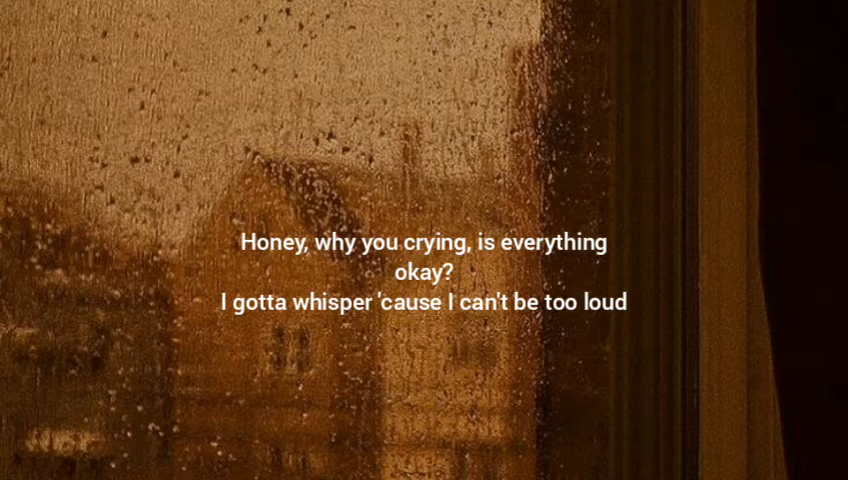 Honey, why you crying, is everything
okay?
I gotta whisper 'cause I can't be too loud